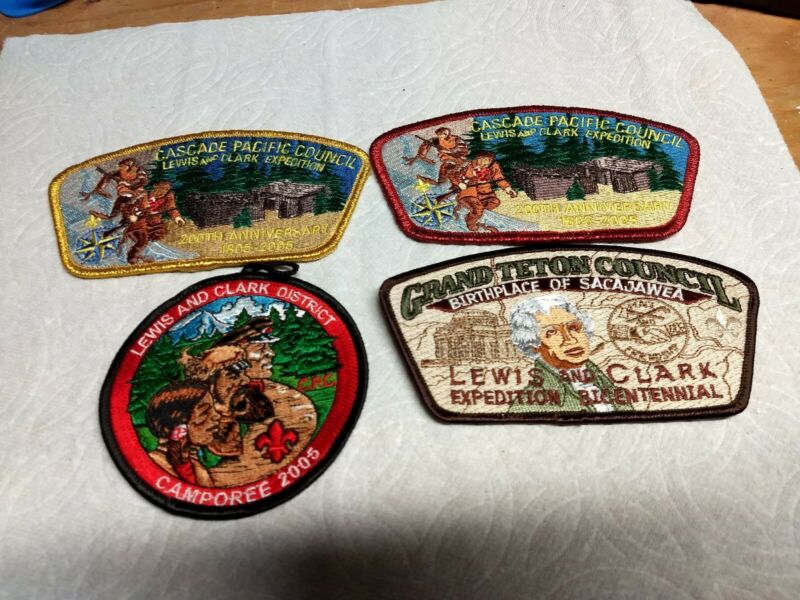 CASCADE PACIFIC COUNCIL
LEWIS AND CLARK EXPEDITION
200TH ANNIVERSARY
1805-2005
CASCADE PACIFIC COUNCIL
LEWIS AND CLARK EXPEDITION
200TH ANNIVERSARY
1805-2005
LEWIS AND CLARK DISTRICT
C.P.C.
CAMPOREE 2005
GRAND TETON COUNCIL
BIRTHPLACE OF SACAJAWEA
LEWIS AND CLARK
EXPEDITION BICENTENNIAL